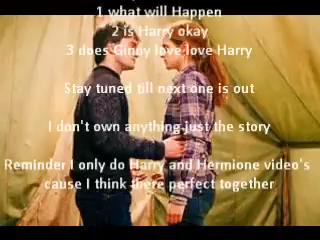 1 what will Happen
2 is Harry okay
3 does Ginny love love Harry
Stay tuned till next one is out
I don't own anything just the story
Reminder I only do Harry and Hermione video's
cause I think there perfect together